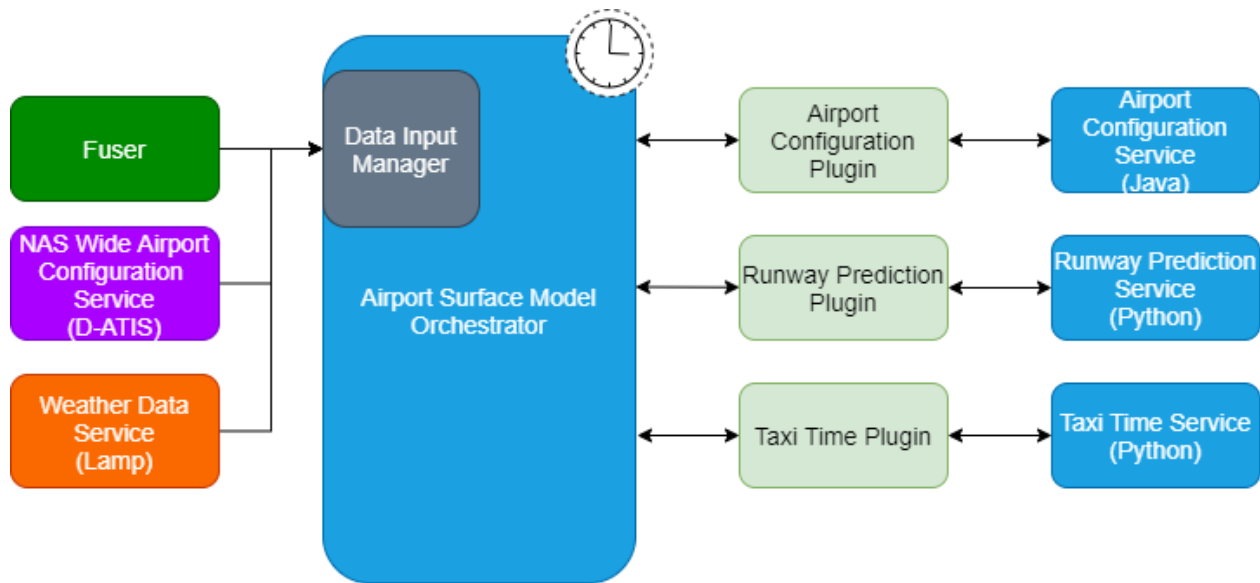 Fuser
NAS Wide Airport
Configuration
Service
(D-ATIS)
Weather Data
Service
(Lamp)
Data Input
Manager
Airport Surface Model
Orchestrator
Airport
Configuration
Plugin
Airport
Configuration
Service
(Java)
Runway Prediction
Plugin
Runway Prediction
Service
(Python)
Taxi Time Plugin
Taxi Time Service
(Python)